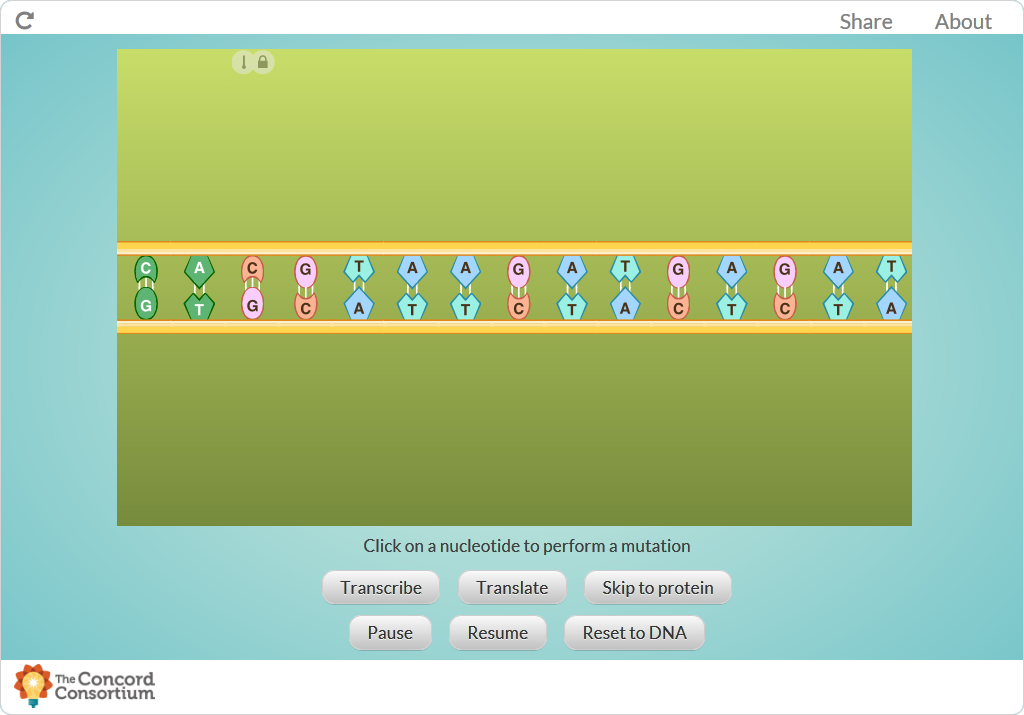 Share About
C A C G T A A G A T G A G A T
G T G C A T T C T A C T C T A
Click on a nucleotide to perform a mutation
Transcribe Translate Skip to protein
Pause Resume Reset to DNA
The Concord
Consortium